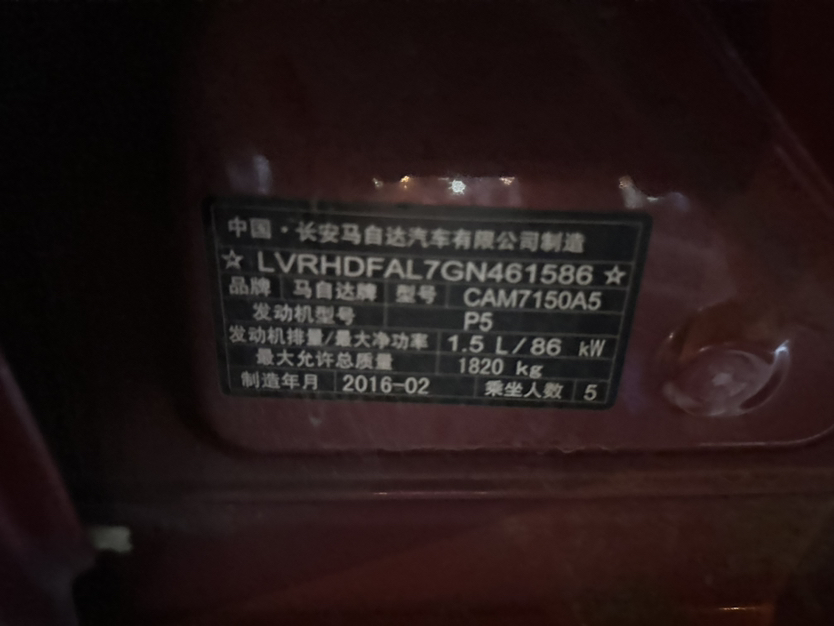 中国·长安马自达汽车有限公司制造
☆ LVRHDFAL7GN461586 ☆
品牌 马自达牌 型号 CAM7150A5
发动机型号 P5
发动机排量/最大净功率 1.5 L/86 kW
最大允许总质量 1820 kg
制造年月 2016-02 乘坐人数 5